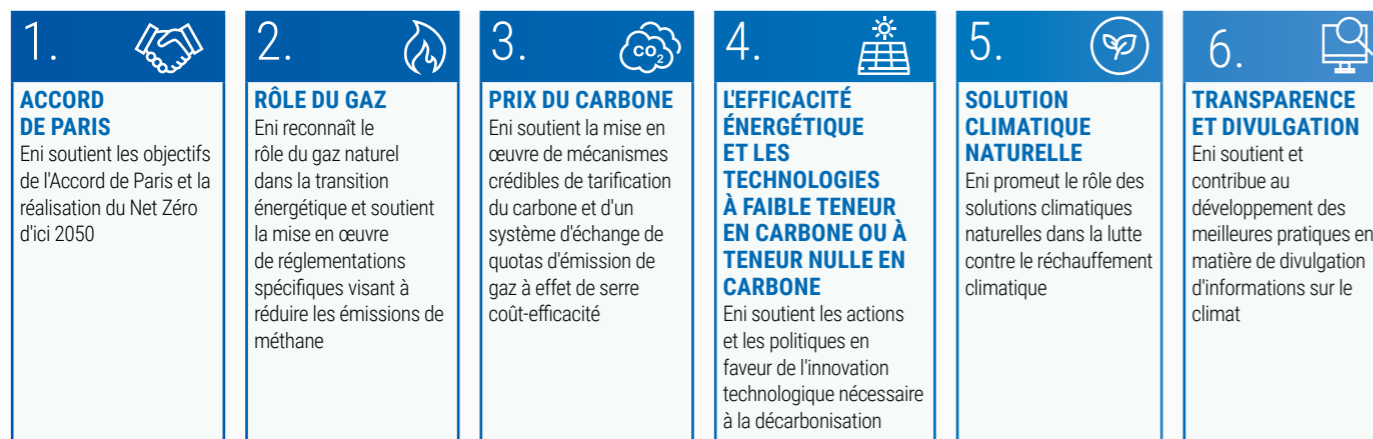 1.
ACCORD
DE PARIS
Eni soutient les objectifs
de l'Accord de Paris et la
réalisation du Net Zéro
d'ici 2050
2.
RÔLE DU GAZ
Eni reconnaît le
rôle du gaz naturel
dans la transition
énergétique et soutient
la mise en œuvre
de réglementations
spécifiques visant à
réduire les émissions de
méthane
3.
CO2
PRIX DU CARBONE
Eni soutient la mise en
œuvre de mécanismes
crédibles de tarification
du carbone et d'un
système d'échange de
quotas d'émission de
gaz à effet de serre
coût-efficacité
4.
L'EFFICACITÉ
ÉNERGÉTIQUE
ET LES
TECHNOLOGIES
À FAIBLE TENEUR
EN CARBONE OU À
TENEUR NULLE EN
CARBONE
Eni soutient les actions
et les politiques en
faveur de l'innovation
technologique nécessaire
à la décarbonisation
5.
SOLUTION
CLIMATIQUE
NATURELLE
Eni promeut le rôle des
solutions climatiques
naturelles dans la lutte
contre le réchauffement
climatique
6.
TRANSPARENCE
ET DIVULGATION
Eni soutient et
contribue au
développement des
meilleures pratiques en
matière de divulgation
d'informations sur le
climat